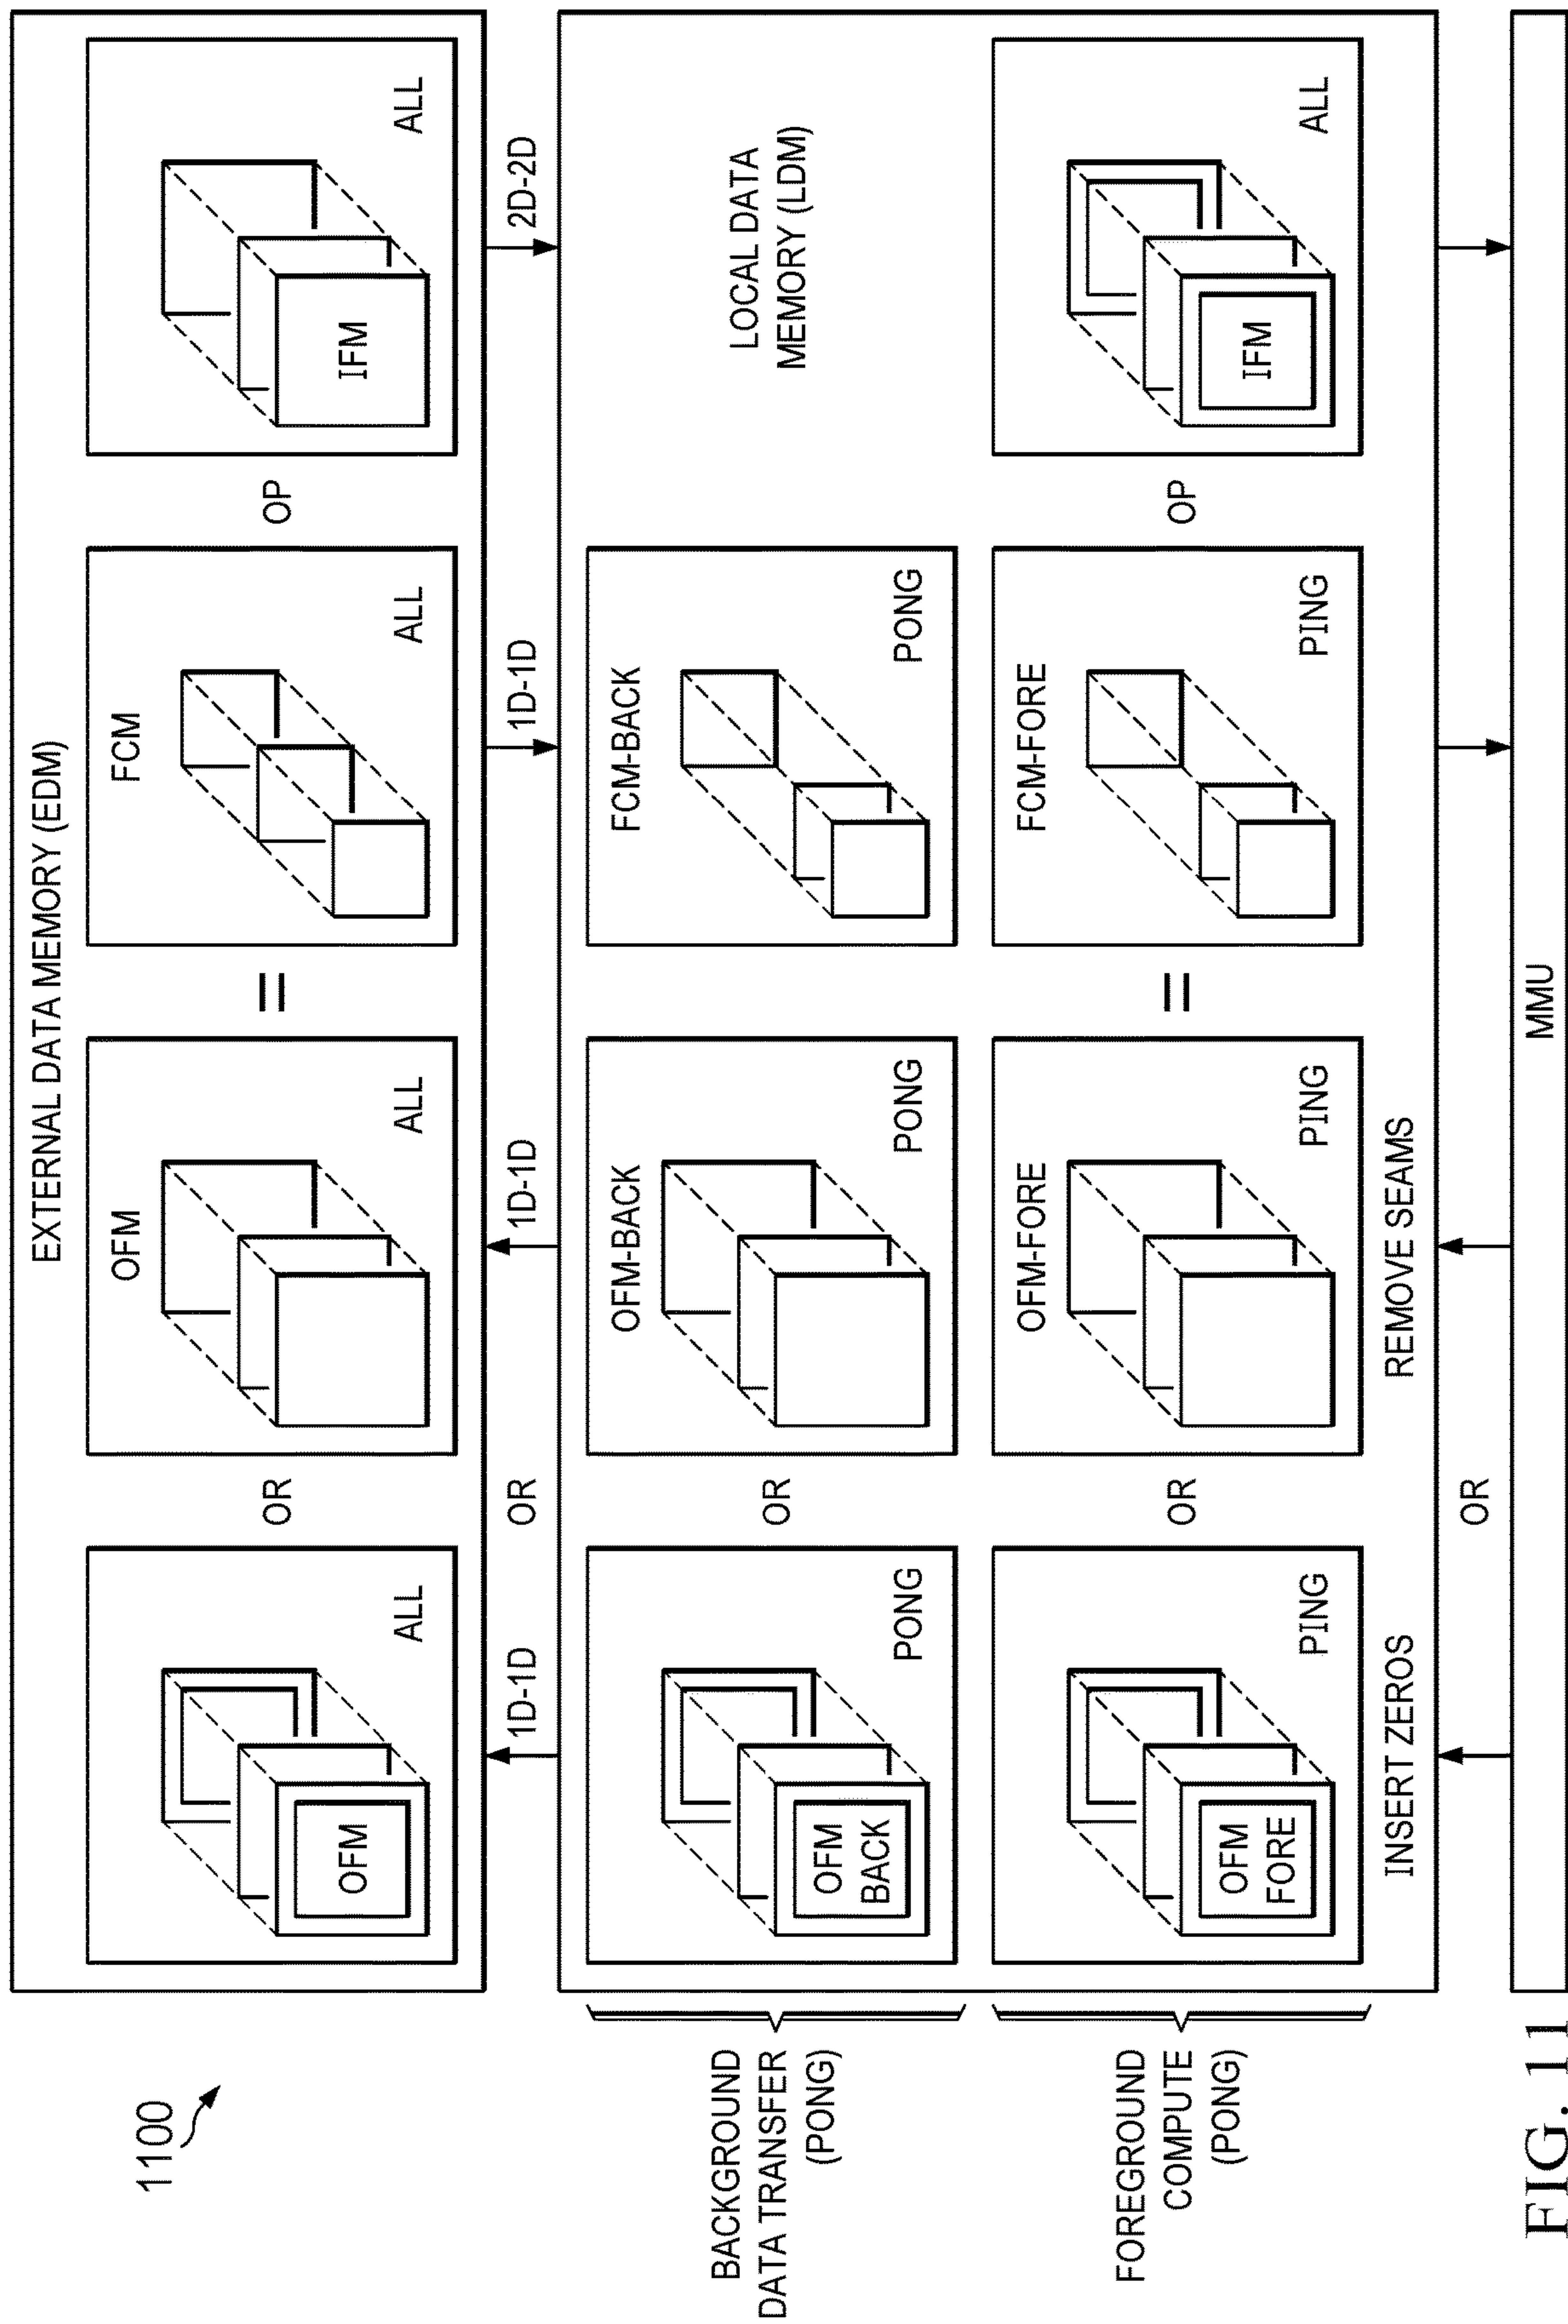 1100
EXTERNAL DATA MEMORY (EDM)
OFM
FCM
OFM
ALL
OR
ALL
=
ALL
OP
IFM
ALL
1D-1D
OR
1D-1D
1D-1D
2D-2D
BACKGROUND
DATA TRANSFER
(PONG)
OFM
BACK
PONG
OR
OFM-BACK
PONG
FCM-BACK
PONG
LOCAL DATA
MEMORY (LDM)
FOREGROUND
COMPUTE
(PONG)
OFM
FORE
PING
OR
OFM-FORE
PING
=
FCM-FORE
PING
OP
IFM
ALL
INSERT ZEROS
REMOVE SEAMS
OR
MMU
FIG. 11